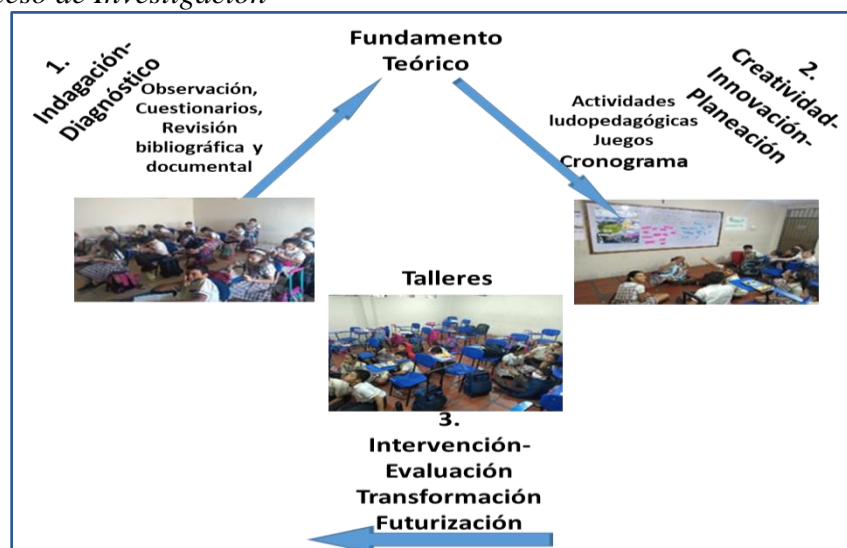 Fundamento
Teórico
1.
Indagación-
Diagnóstico
Observación,
Cuestionarios,
Revisión
bibliográfica y
documental
2.
Creatividad-
Innovación-
Planeación
Actividades
ludopedagógicas
Juegos
Cronograma
Talleres
3.
Intervención-
Evaluación
Transformación
Futurización